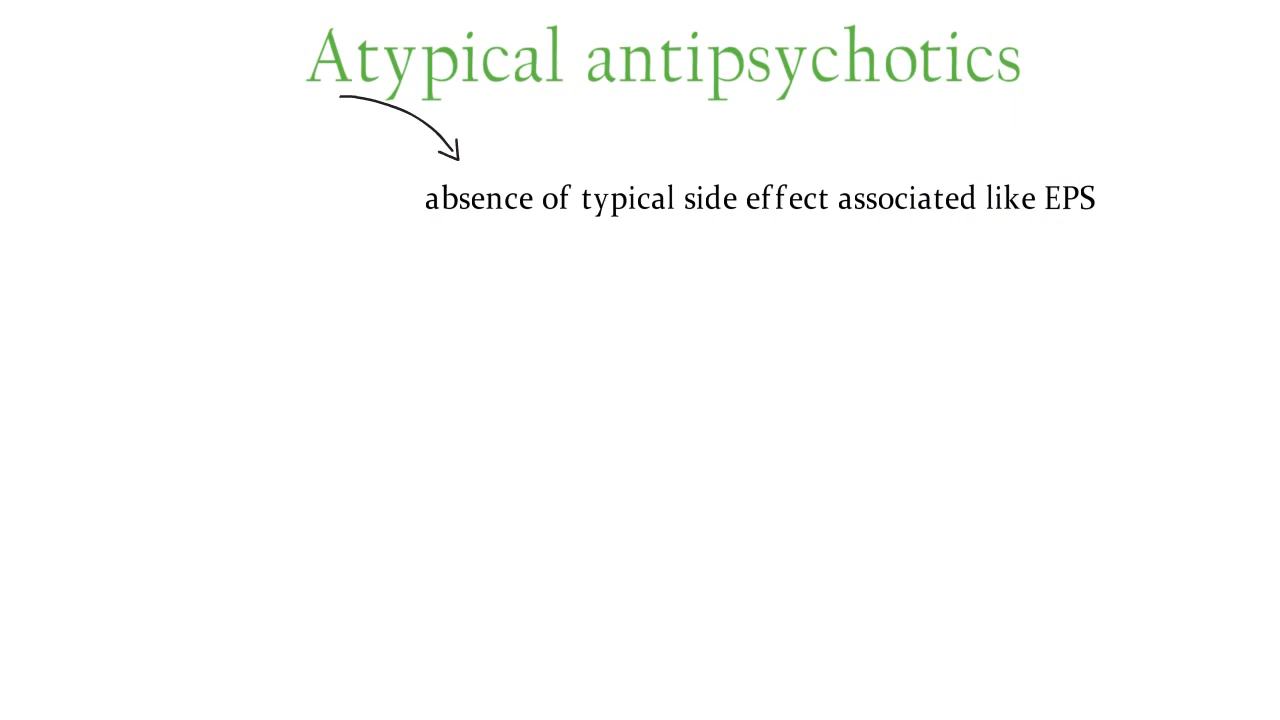 Atypical antipsychotics
absence of typical side effect associated like EPS